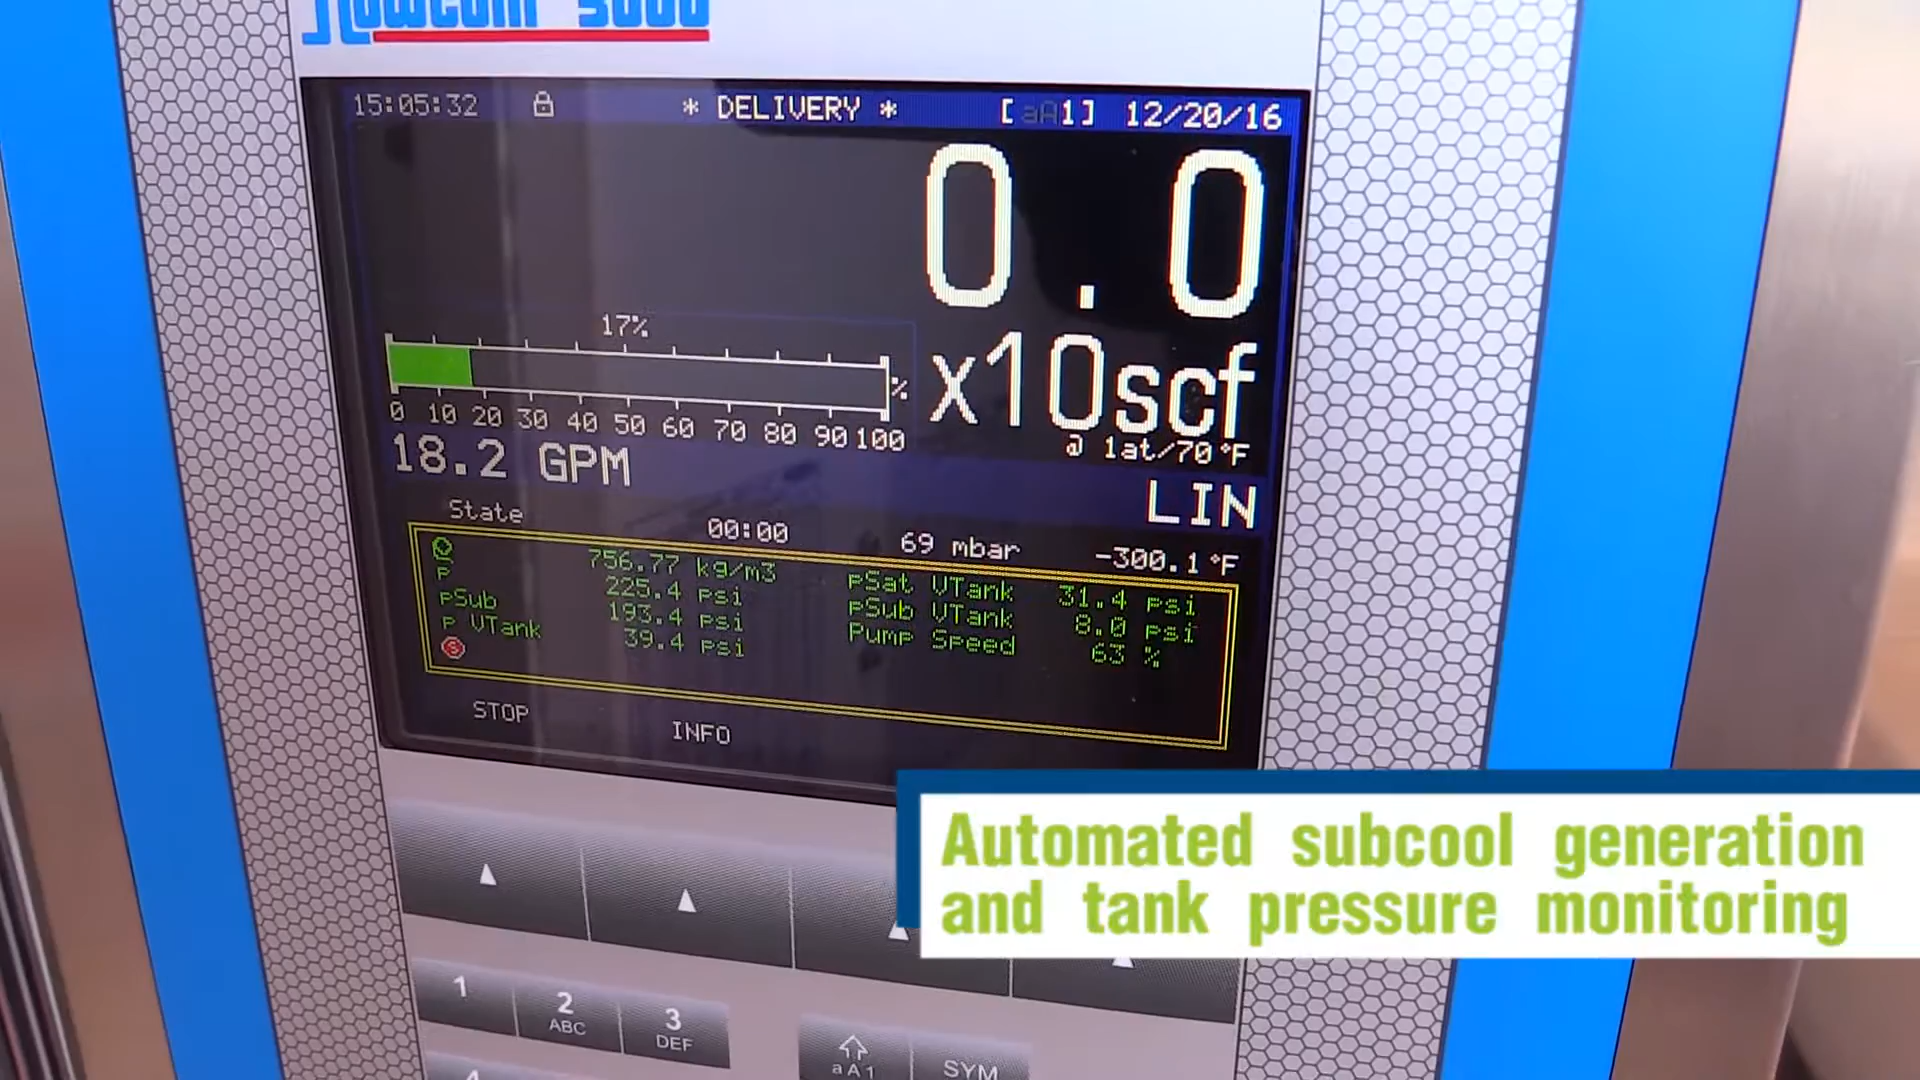 15:05:32 * DELIVERY * [aA1] 12/20/16
0.0
17%
x10scf
%
0 10 20 30 40 50 60 70 80 90 100
@ 1at/70°F
18.2 GPM
LIN
State 00:00 69 mbar -300.1°F
756.77 kg/m3 pSat VTank 31.4 psi
p 225.4 psi pSub VTank 8.0 psi
pSub 193.4 psi Pump Speed 63 %
p VTank 39.4 psi
S
STOP INFO
Automated subcool generation
and tank pressure monitoring
1 2 3
ABC DEF
aA1 SYM